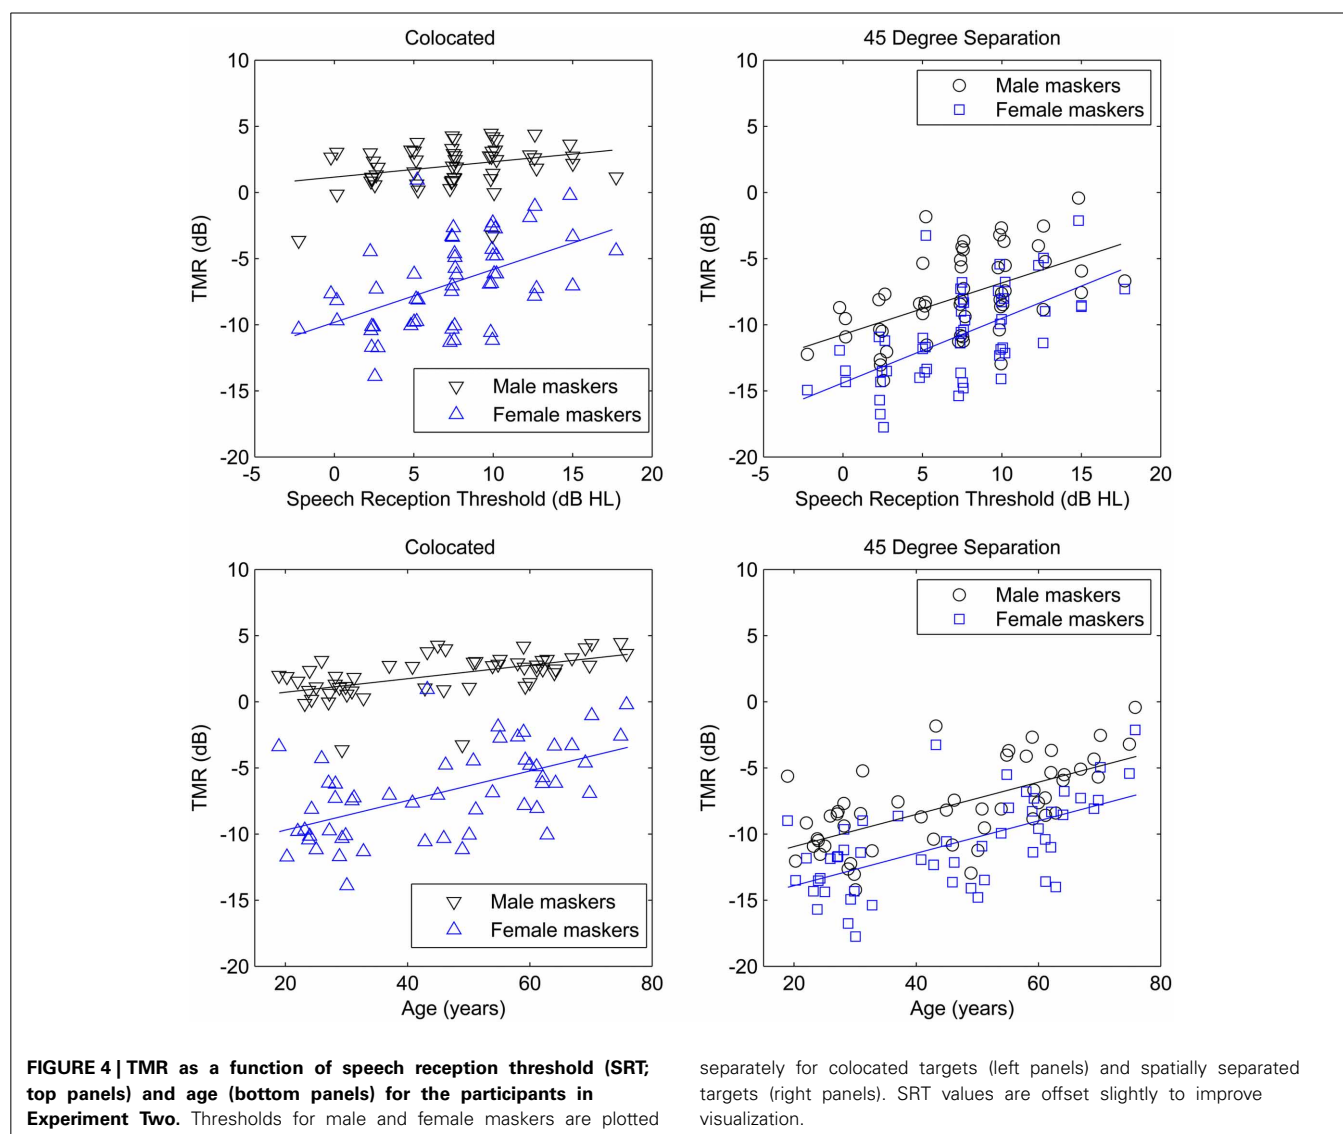 Colocated
10
5
0
-5
-10
-15
-20
TMR (dB)
Male maskers
Female maskers
-5 0 5 10 15 20
Speech Reception Threshold (dB HL)
45 Degree Separation
10
5
0
-5
-10
-15
-20
TMR (dB)
Male maskers
Female maskers
-5 0 5 10 15 20
Speech Reception Threshold (dB HL)
Colocated
10
5
0
-5
-10
-15
-20
TMR (dB)
Male maskers
Female maskers
20 40 60 80
Age (years)
45 Degree Separation
10
5
0
-5
-10
-15
-20
TMR (dB)
Male maskers
Female maskers
20 40 60 80
Age (years)
FIGURE 4 | TMR as a function of speech reception threshold (SRT;
top panels) and age (bottom panels) for the participants in
Experiment Two. Thresholds for male and female maskers are plotted
separately for colocated targets (left panels) and spatially separated
targets (right panels). SRT values are offset slightly to improve
visualization.